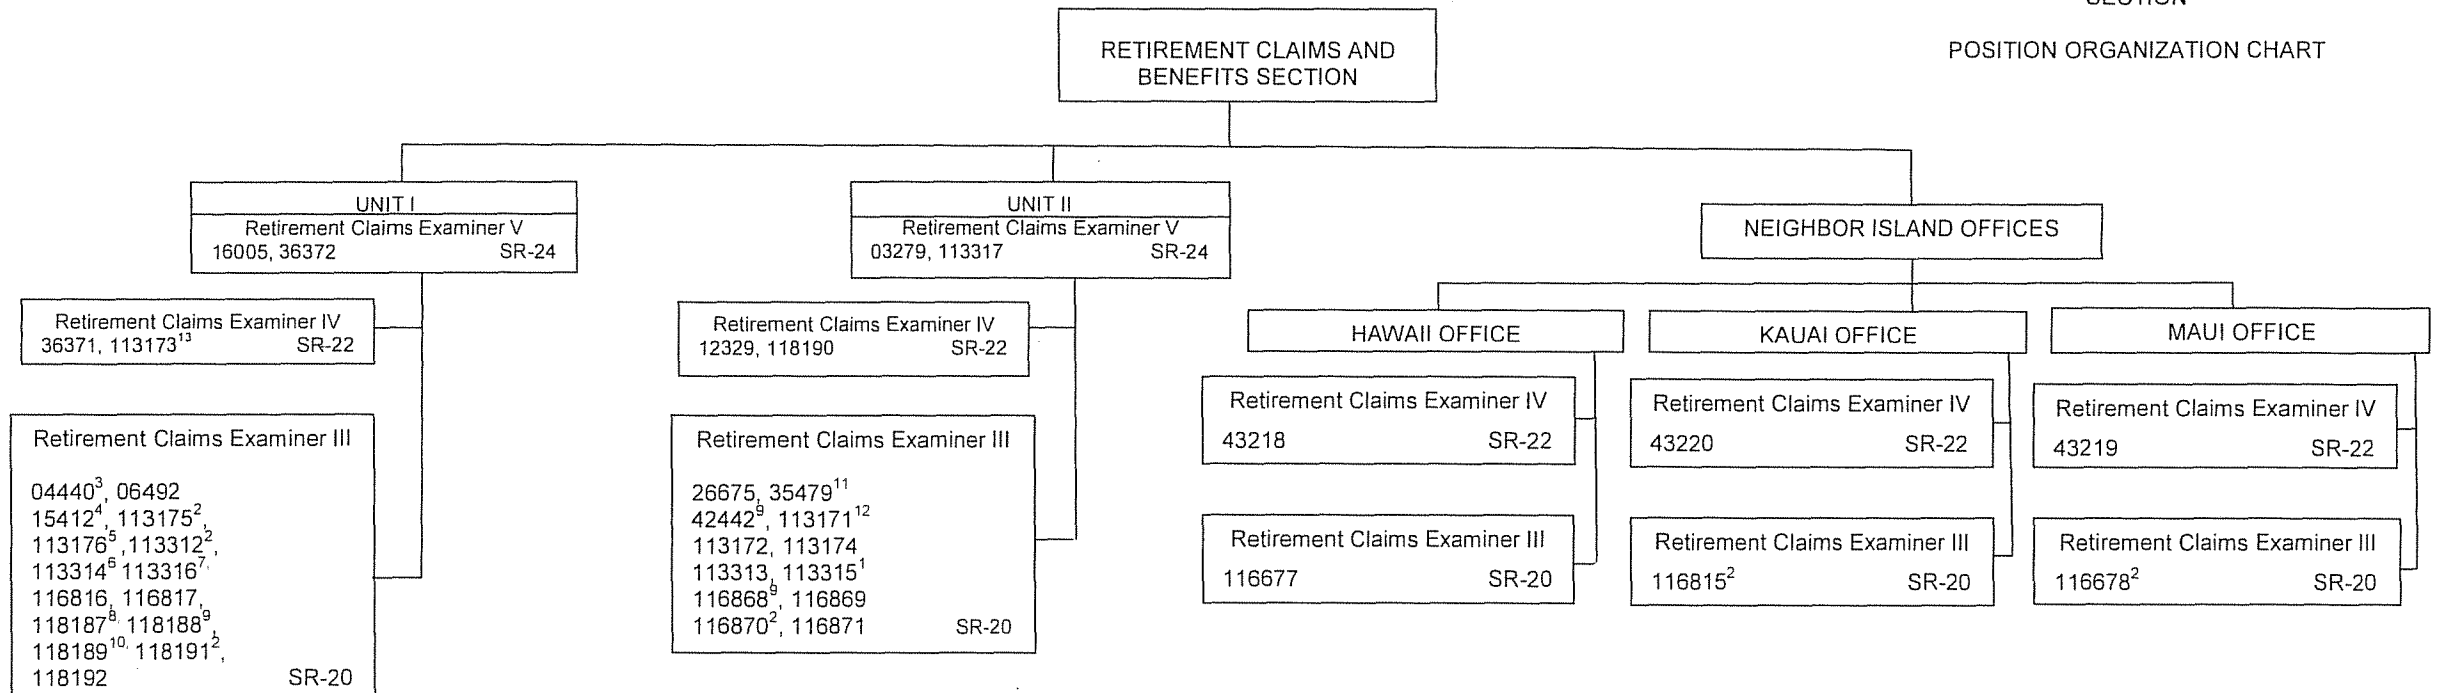 SECTION
POSITION ORGANIZATION CHART
RETIREMENT CLAIMS AND
BENEFITS SECTION
UNIT I
Retirement Claims Examiner V
16005, 36372 SR-24
Retirement Claims Examiner IV
36371, 113173¹³ SR-22
Retirement Claims Examiner III
04440³, 06492
15412⁴, 113175²,
113176⁵ ,113312²,
113314⁶ 113316⁷,
116816, 116817,
118187⁸, 118188⁹,
118189¹⁰, 118191²,
118192 SR-20
UNIT II
Retirement Claims Examiner V
03279, 113317 SR-24
Retirement Claims Examiner IV
12329, 118190 SR-22
Retirement Claims Examiner III
26675, 35479¹¹
42442⁹, 113171¹²
113172, 113174
113313, 113315¹
116868⁹, 116869
116870², 116871 SR-20
NEIGHBOR ISLAND OFFICES
HAWAII OFFICE
Retirement Claims Examiner IV
43218 SR-22
Retirement Claims Examiner III
116677 SR-20
KAUAI OFFICE
Retirement Claims Examiner IV
43220 SR-22
Retirement Claims Examiner III
116815² SR-20
MAUI OFFICE
Retirement Claims Examiner IV
43219 SR-22
Retirement Claims Examiner III
116678² SR-20